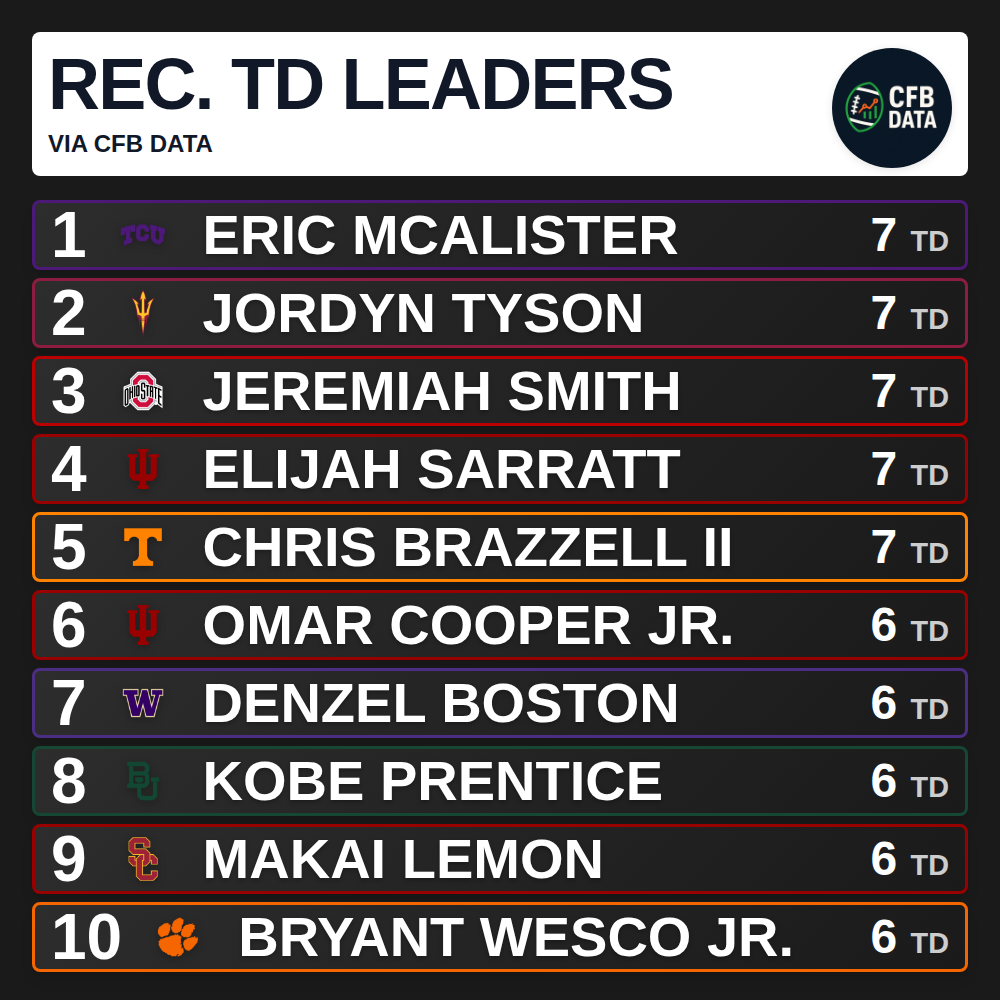 REC. TD LEADERS
VIA CFB DATA
CFB
DATA
1 TCU ERIC MCALISTER 7 TD
2 JORDYN TYSON 7 TD
3 OHIO STATE JEREMIAH SMITH 7 TD
4 ELIJAH SARRATT 7 TD
5 T CHRIS BRAZZELL II 7 TD
6 OMAR COOPER JR. 6 TD
7 W DENZEL BOSTON 6 TD
8 BU KOBE PRENTICE 6 TD
9 SC MAKAI LEMON 6 TD
10 BRYANT WESCO JR. 6 TD